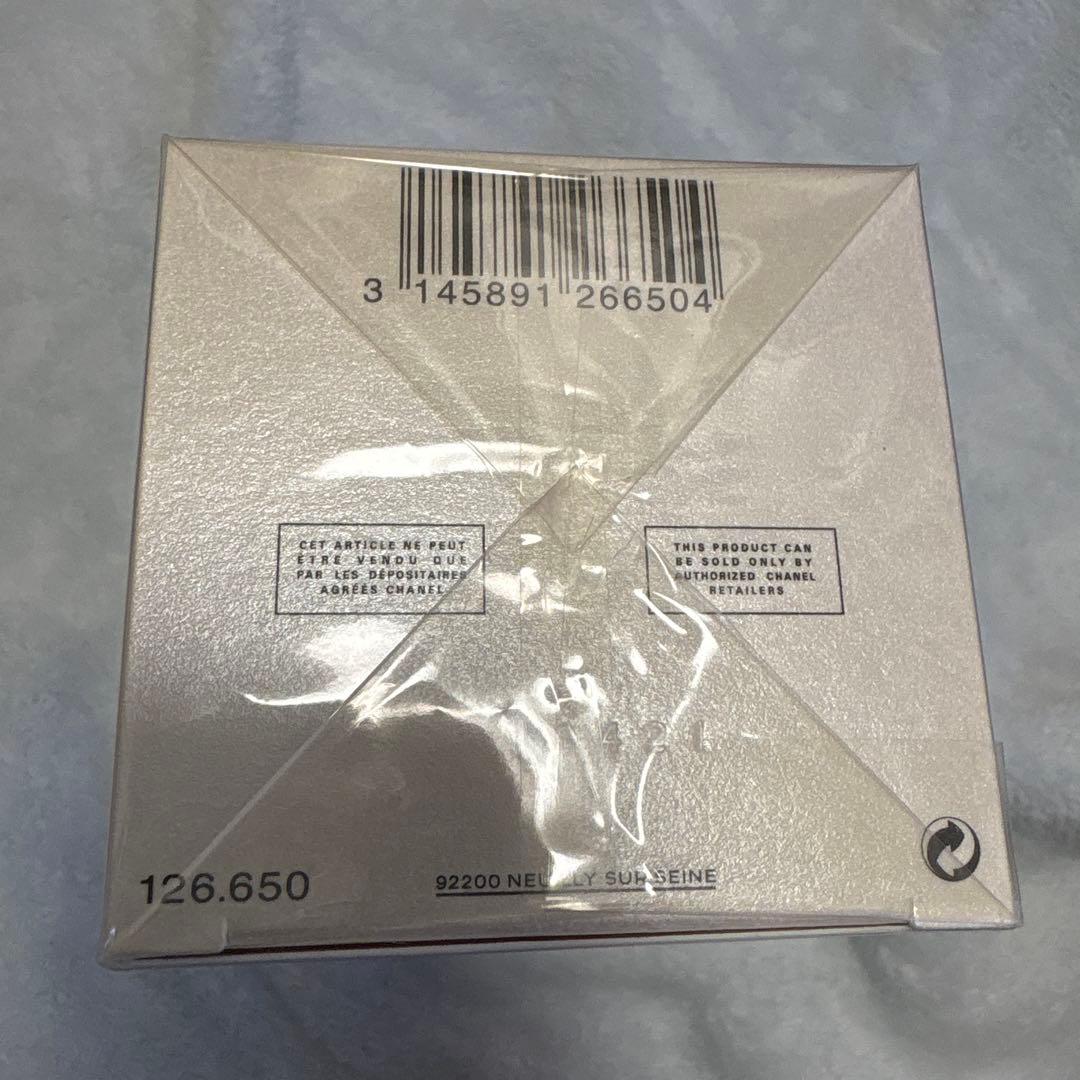 3 145891 266504
CET ARTICLE NE PEUT
ÊTRE VENDU QUE
PAR LES DÉPOSITAIRES
AGRÉÉS CHANEL
THIS PRODUCT CAN
BE SOLD ONLY BY
AUTHORIZED CHANEL
RETAILERS
126.650
92200 NEUILLY SUR SEINE